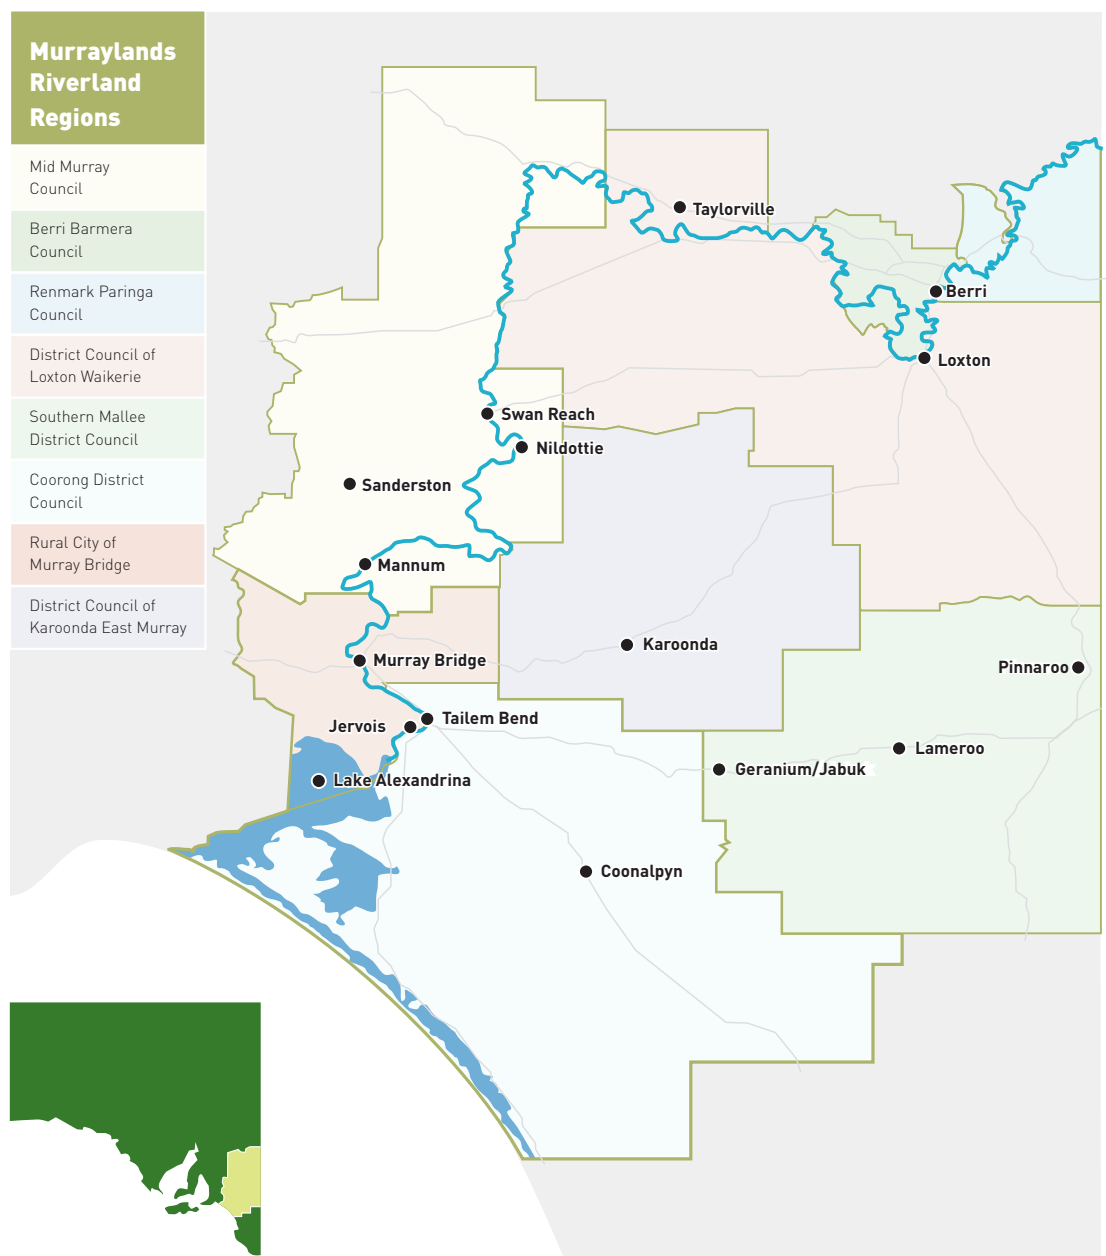 Murraylands
Riverland
Regions
Mid Murray
Council
Berri Barmera
Council
Renmark Paringa
Council
District Council of
Loxton Waikerie
Southern Mallee
District Council
Coorong District
Council
Rural City of
Murray Bridge
District Council of
Karoonda East Murray
Taylorville
Berri
Loxton
Swan Reach
Nildottie
Sanderston
Mannum
Karoonda
Murray Bridge
Pinnaroo
Tailem Bend
Jervois
Lameroo
Geranium/Jabuk
Lake Alexandrina
Coonalpyn